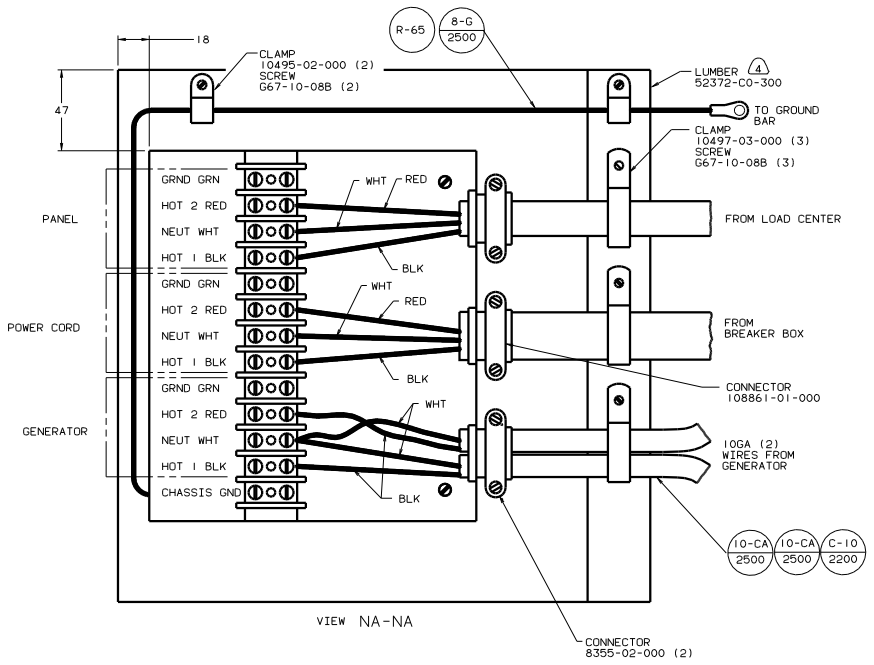 R-65
8-G
2500
18
CLAMP
10495-02-000 (2)
SCREW
G67-10-08B (2)
LUMBER 4
52372-C0-300
47
TO GROUND
BAR
CLAMP
10497-03-000 (3)
SCREW
G67-10-08B (3)
PANEL
GRND GRN
HOT 2 RED
NEUT WHT
HOT 1 BLK
WHT
RED
BLK
FROM LOAD CENTER
POWER CORD
GRND GRN
HOT 2 RED
NEUT WHT
HOT 1 BLK
WHT
RED
BLK
FROM
BREAKER BOX
CONNECTOR
108861-01-000
GENERATOR
GRND GRN
HOT 2 RED
NEUT WHT
HOT 1 BLK
CHASSIS GND
WHT
BLK
10GA (2)
WIRES FROM
GENERATOR
10-CA
2500
10-CA
2500
C-10
2200
VIEW NA-NA
CONNECTOR
8355-02-000 (2)